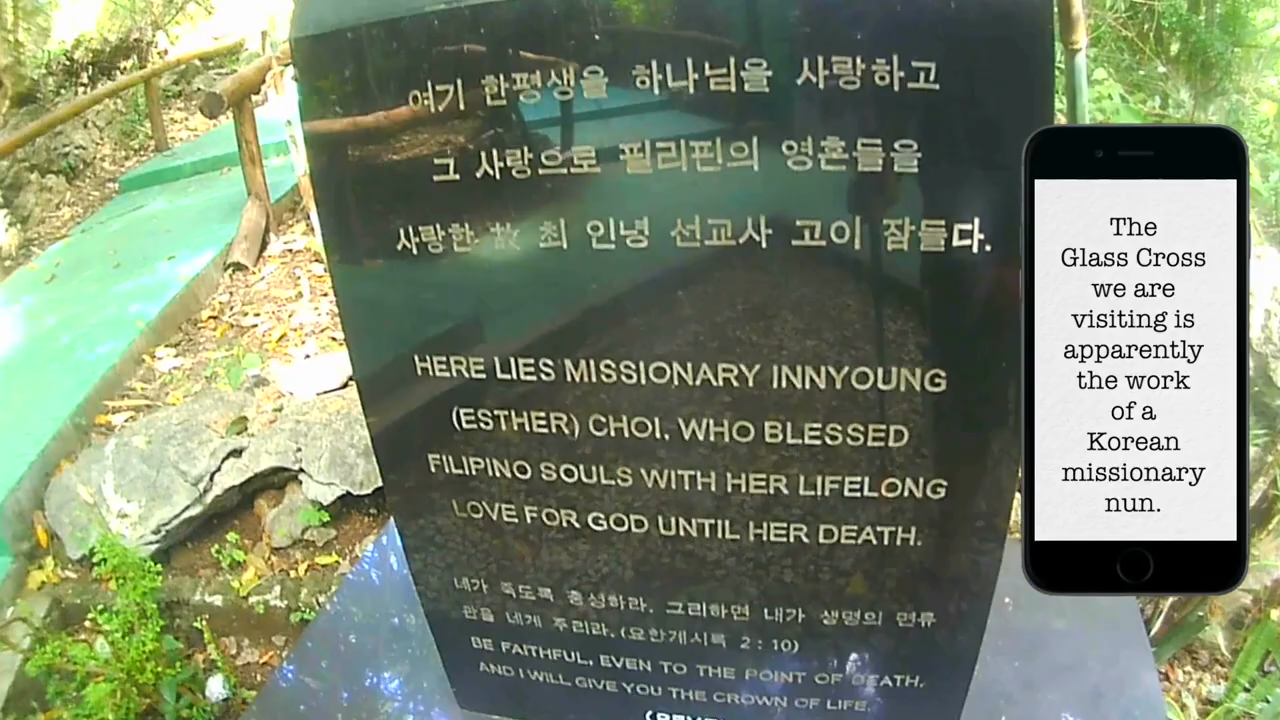 여기 한평생을 하나님을 사랑하고
그 사랑으로 필리핀의 영혼들을
사랑한 故 최 인녕 선교사 고이 잠들다.
HERE LIES MISSIONARY INNYOUNG
(ESTHER) CHOI, WHO BLESSED
FILIPINO SOULS WITH HER LIFELONG
LOVE FOR GOD UNTIL HER DEATH.
네가 죽도록 충성하라. 그리하면 내가 생명의 면류
관을 네게 주리라. (요한계시록 2 : 10)
BE FAITHFUL, EVEN TO THE POINT OF DEATH,
AND I WILL GIVE YOU THE CROWN OF LIFE.
The
Glass Cross
we are
visiting is
apparently
the work
of a
Korean
missionary
nun.